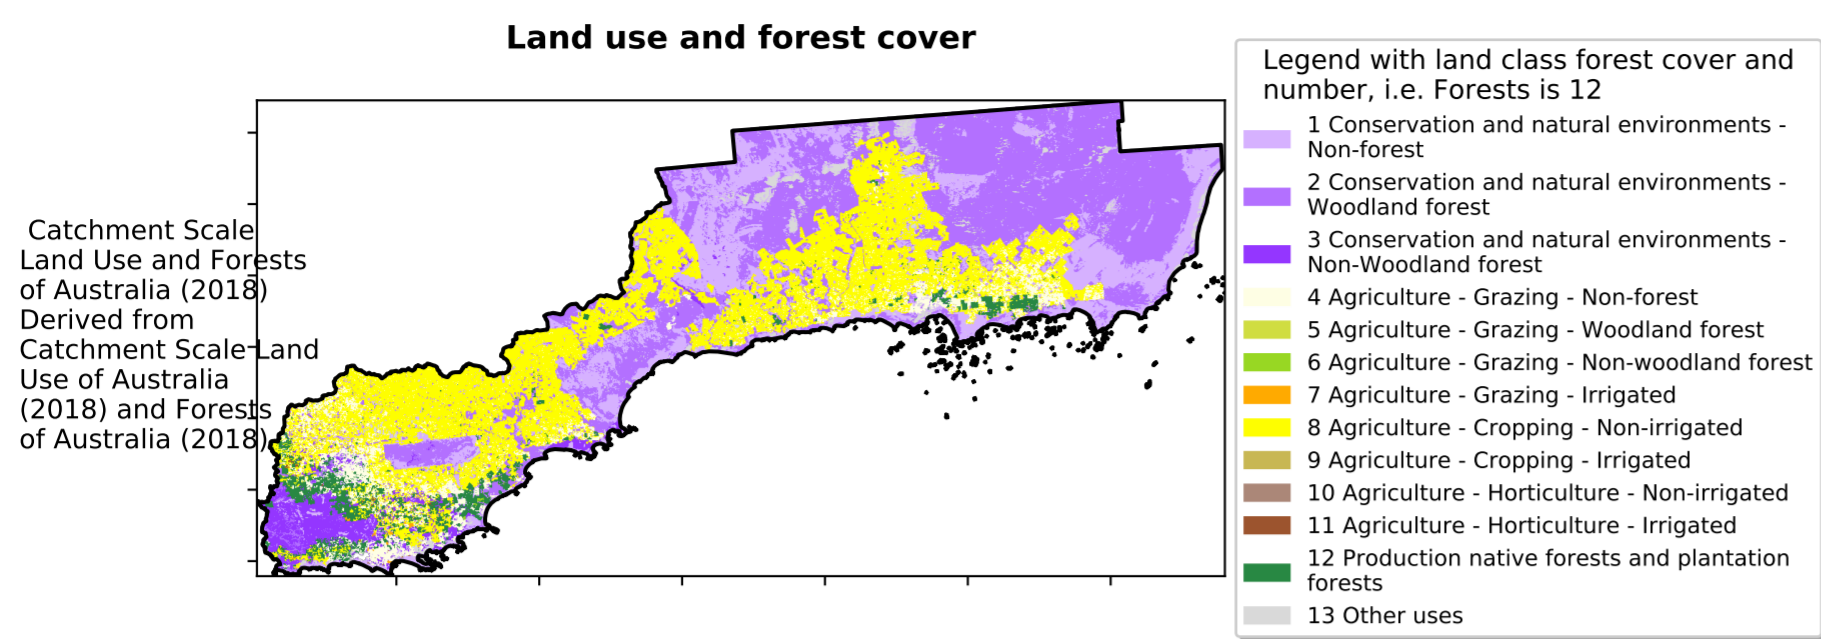 Land use and forest cover
Catchment Scale
Land Use and Forests
of Australia (2018)
Derived from
Catchment Scale Land
Use of Australia
(2018) and Forests
of Australia (2018)
Legend with land class forest cover and
number, i.e. Forests is 12
1 Conservation and natural environments -
Non-forest
2 Conservation and natural environments -
Woodland forest
3 Conservation and natural environments -
Non-Woodland forest
4 Agriculture - Grazing - Non-forest
5 Agriculture - Grazing - Woodland forest
6 Agriculture - Grazing - Non-woodland forest
7 Agriculture - Grazing - Irrigated
8 Agriculture - Cropping - Non-irrigated
9 Agriculture - Cropping - Irrigated
10 Agriculture - Horticulture - Non-irrigated
11 Agriculture - Horticulture - Irrigated
12 Production native forests and plantation
forests
13 Other uses